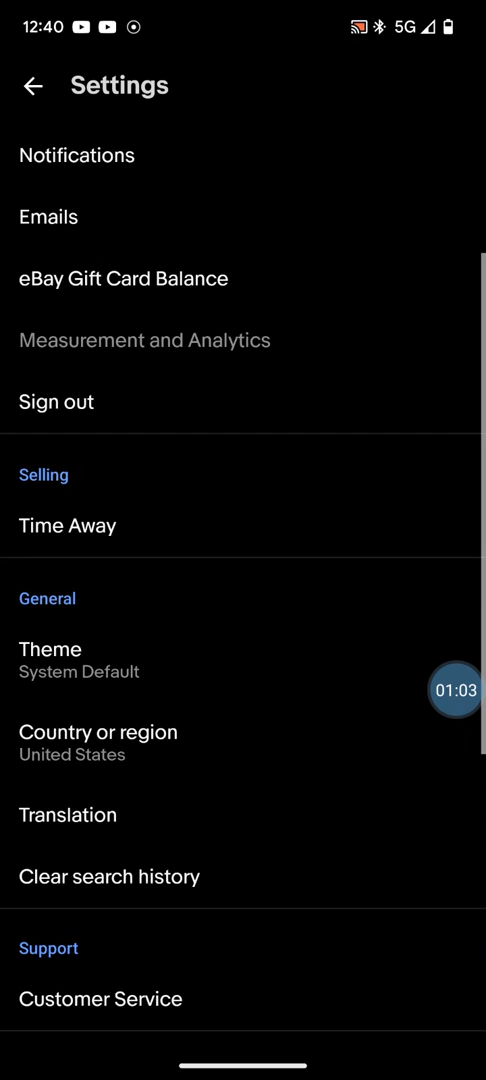 12:40
5G
Settings
Notifications
Emails
eBay Gift Card Balance
Measurement and Analytics
Sign out
Selling
Time Away
General
Theme
System Default
01:03
Country or region
United States
Translation
Clear search history
Support
Customer Service